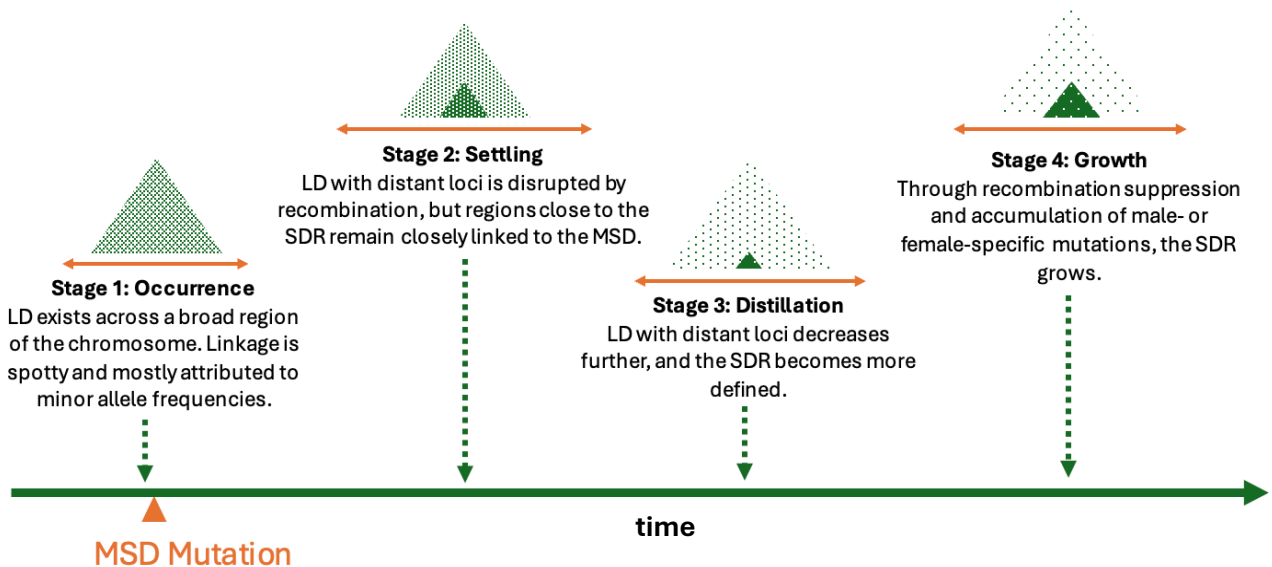 Stage 1: Occurrence
LD exists across a broad region
of the chromosome. Linkage is
spotty and mostly attributed to
minor allele frequencies.
Stage 2: Settling
LD with distant loci is disrupted by
recombination, but regions close to the
SDR remain closely linked to the MSD.
Stage 3: Distillation
LD with distant loci decreases
further, and the SDR becomes more
defined.
Stage 4: Growth
Through recombination suppression
and accumulation of male- or
female-specific mutations, the SDR
grows.
time
MSD Mutation